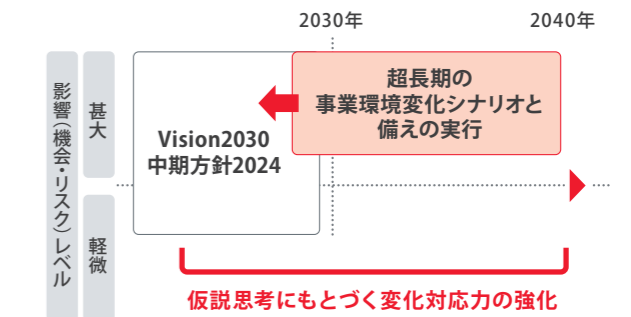 2030年
2040年
影響（機会・リスク）レベル
甚大
軽微
Vision2030
中期方針2024
超長期の
事業環境変化シナリオと
備えの実行
仮説思考にもとづく変化対応力の強化